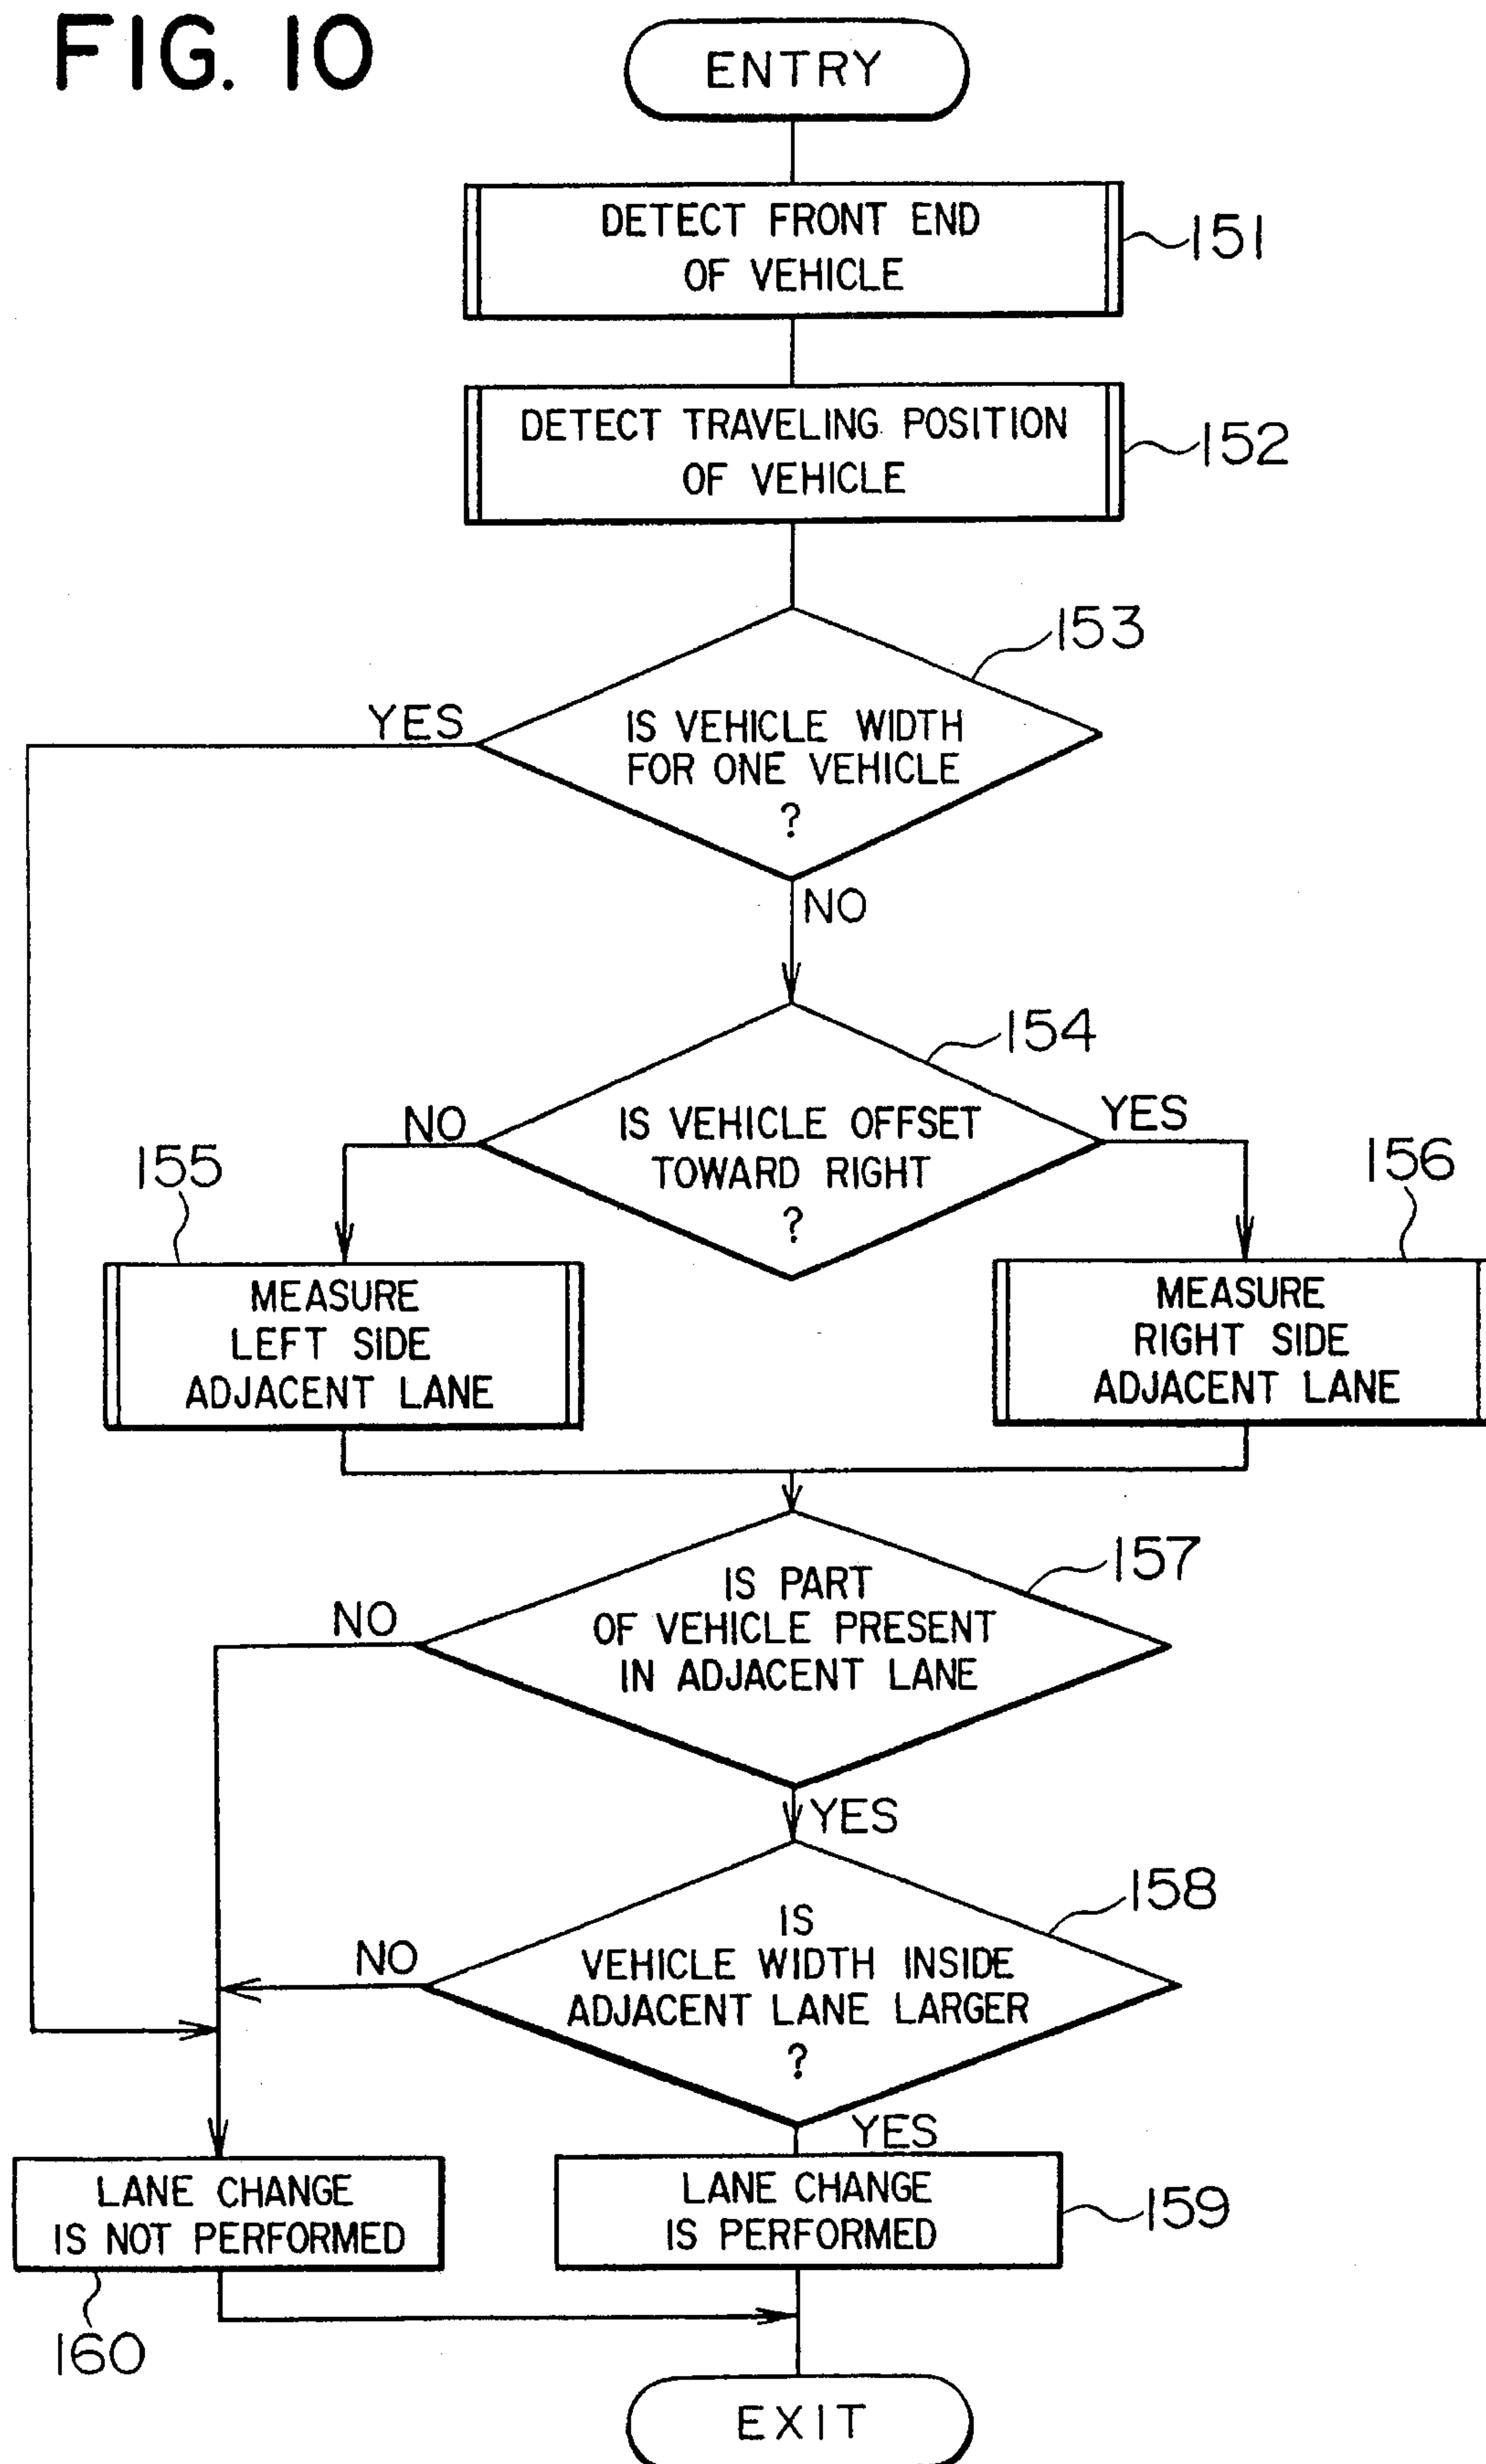 FIG. 10
ENTRY
DETECT FRONT END
OF VEHICLE
151
DETECT TRAVELING POSITION
OF VEHICLE
152
153
YES
IS VEHICLE WIDTH
FOR ONE VEHICLE
?
NO
154
NO
IS VEHICLE OFFSET
TOWARD RIGHT
?
YES
155
156
MEASURE
LEFT SIDE
ADJACENT LANE
MEASURE
RIGHT SIDE
ADJACENT LANE
157
NO
IS PART
OF VEHICLE PRESENT
IN ADJACENT LANE
YES
158
NO
IS
VEHICLE WIDTH INSIDE
ADJACENT LANE LARGER
?
YES
LANE CHANGE
IS NOT PERFORMED
LANE CHANGE
IS PERFORMED
159
160
EXIT